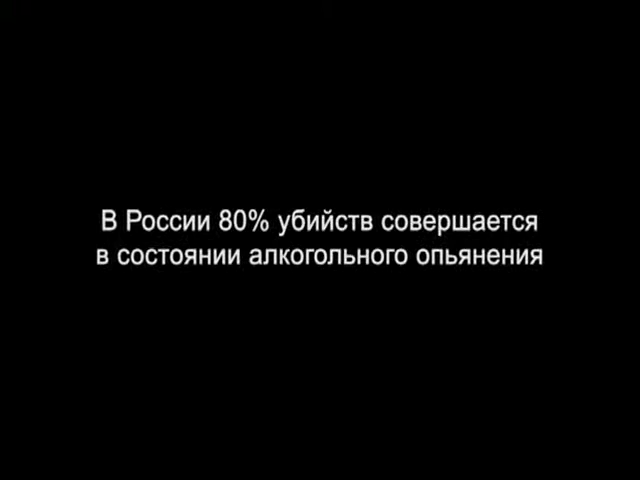 В России 80% убийств совершается
в состоянии алкогольного опьянения